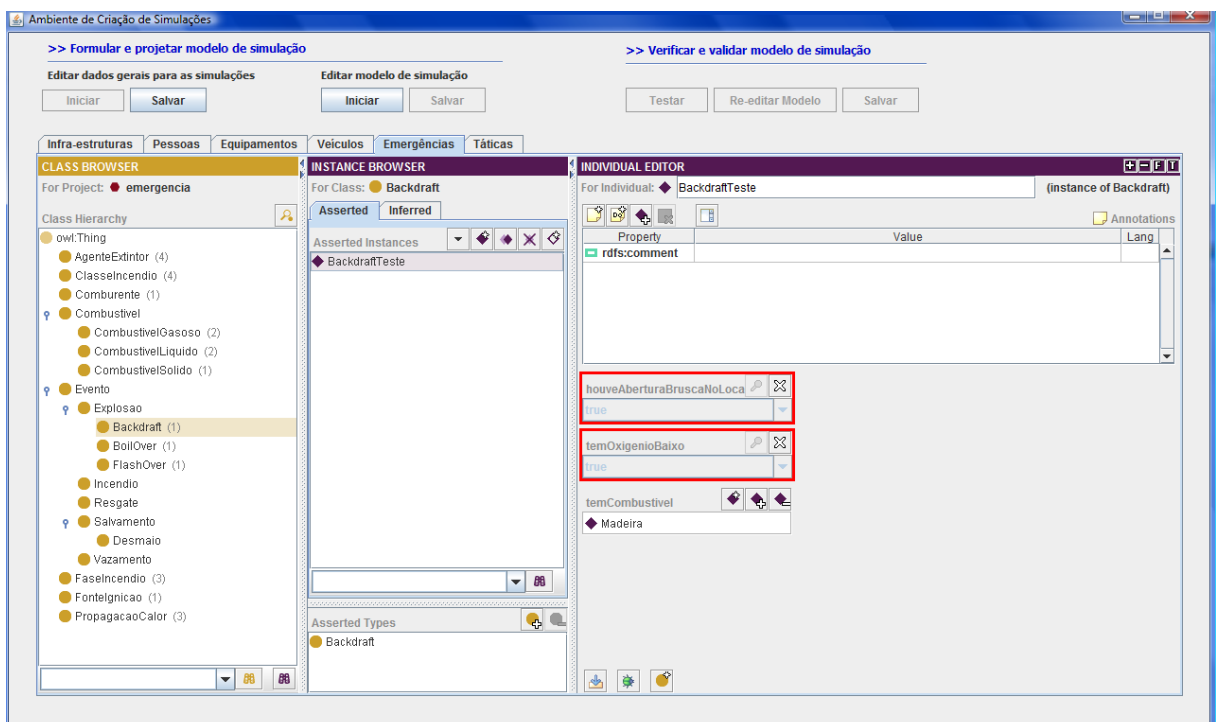 Ambiente de Criação de Simulações
>> Formular e projetar modelo de simulação
>> Verificar e validar modelo de simulação
Editar dados gerais para as simulações
Editar modelo de simulação
Iniciar Salvar
Iniciar Salvar
Testar Re-editar Modelo Salvar
Infra-estruturas Pessoas Equipamentos Veículos Emergências Táticas
CLASS BROWSER
For Project: emergencia
Class Hierarchy
owl:Thing
AgenteExtintor (4)
ClasseIncendio (4)
Comburente (1)
Combustivel
CombustivelGasoso (2)
CombustivelLiquido (2)
CombustivelSolido (1)
Evento
Explosao
Backdraft (1)
BoilOver (1)
FlashOver (1)
Incendio
Resgate
Salvamento
Desmaio
Vazamento
FaseIncendio (3)
FonteIgnicao (1)
PropagacaoCalor (3)
INSTANCE BROWSER
For Class: Backdraft
Asserted Inferred
Asserted Instances
BackdraftTeste
Asserted Types
Backdraft
INDIVIDUAL EDITOR
+ − F T
For Individual: BackdraftTeste (instance of Backdraft)
Annotations
Property Value Lang
rdfs:comment
houveAberturaBruscaNoLoca
true
temOxigenioBaixo
true
temCombustivel
Madeira